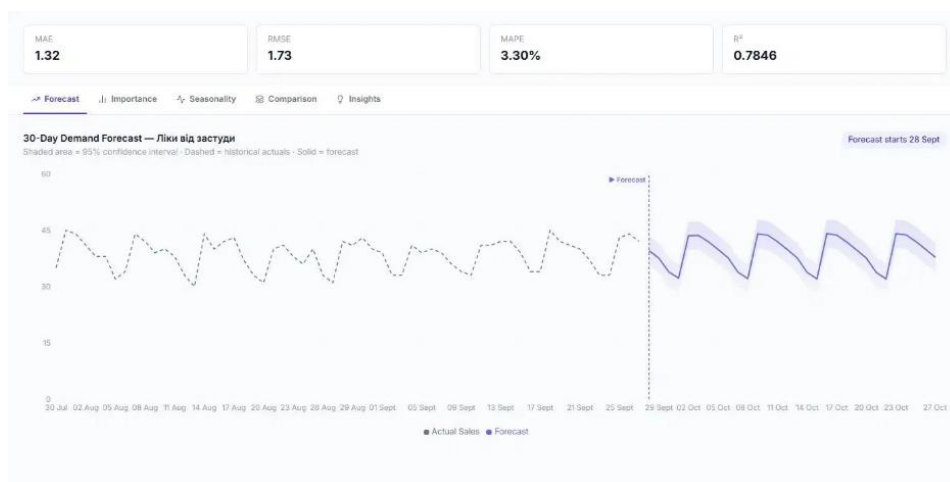 MAE RMSE MAPE R²
1.32 1.73 3.30% 0.7846
Forecast Importance Seasonality Comparison Insights
30-Day Demand Forecast — Ліки від застуди
Forecast starts 28 Sept
Shaded area = 95% confidence interval · Dashed = historical actuals · Solid = forecast
60
▶ Forecast
45
30
15
0
30 Jul 02 Aug 05 Aug 08 Aug 11 Aug 14 Aug 17 Aug 20 Aug 23 Aug 26 Aug 29 Aug 01 Sept 05 Sept 09 Sept 13 Sept 17 Sept 21 Sept 25 Sept 29 Sept 02 Oct 05 Oct 08 Oct 11 Oct 14 Oct 17 Oct 20 Oct 23 Oct 27 Oct
Actual Sales Forecast